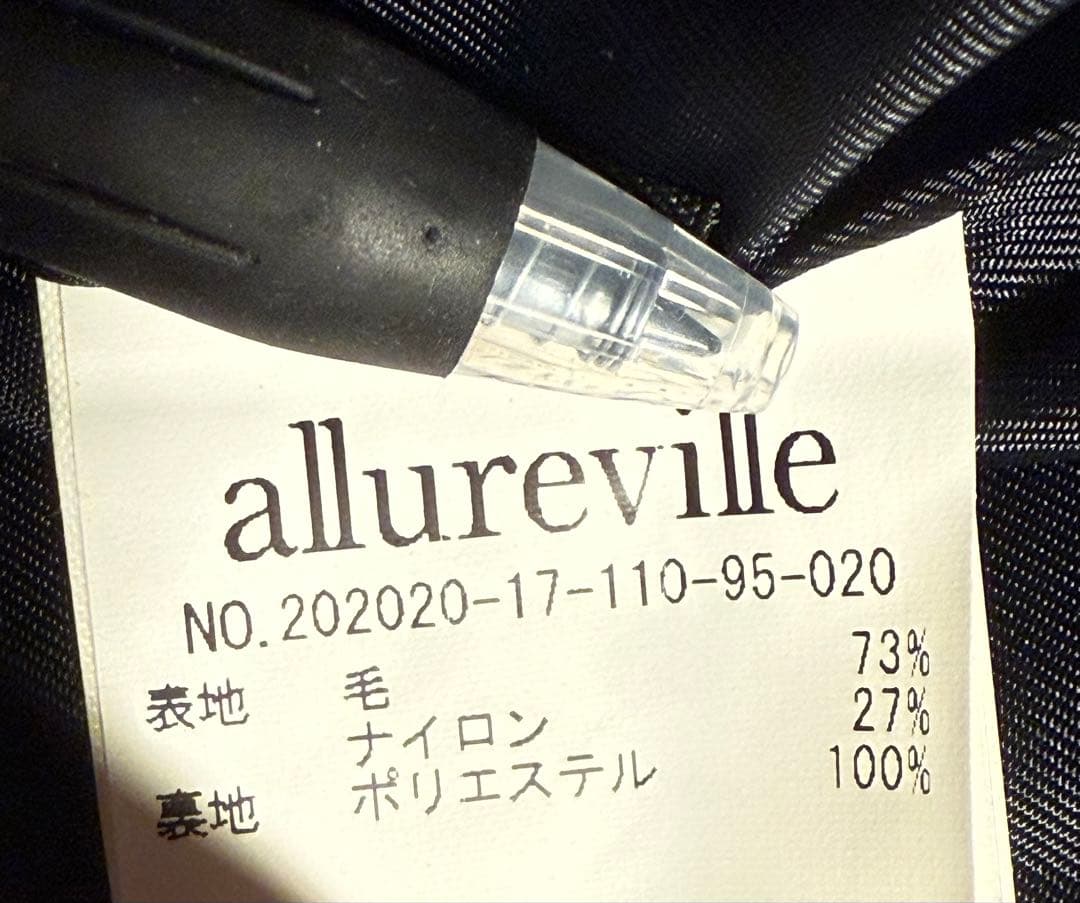 allureville
NO.202020-17-110-95-020
表地 毛 73%
ナイロン 27%
裏地 ポリエステル 100%